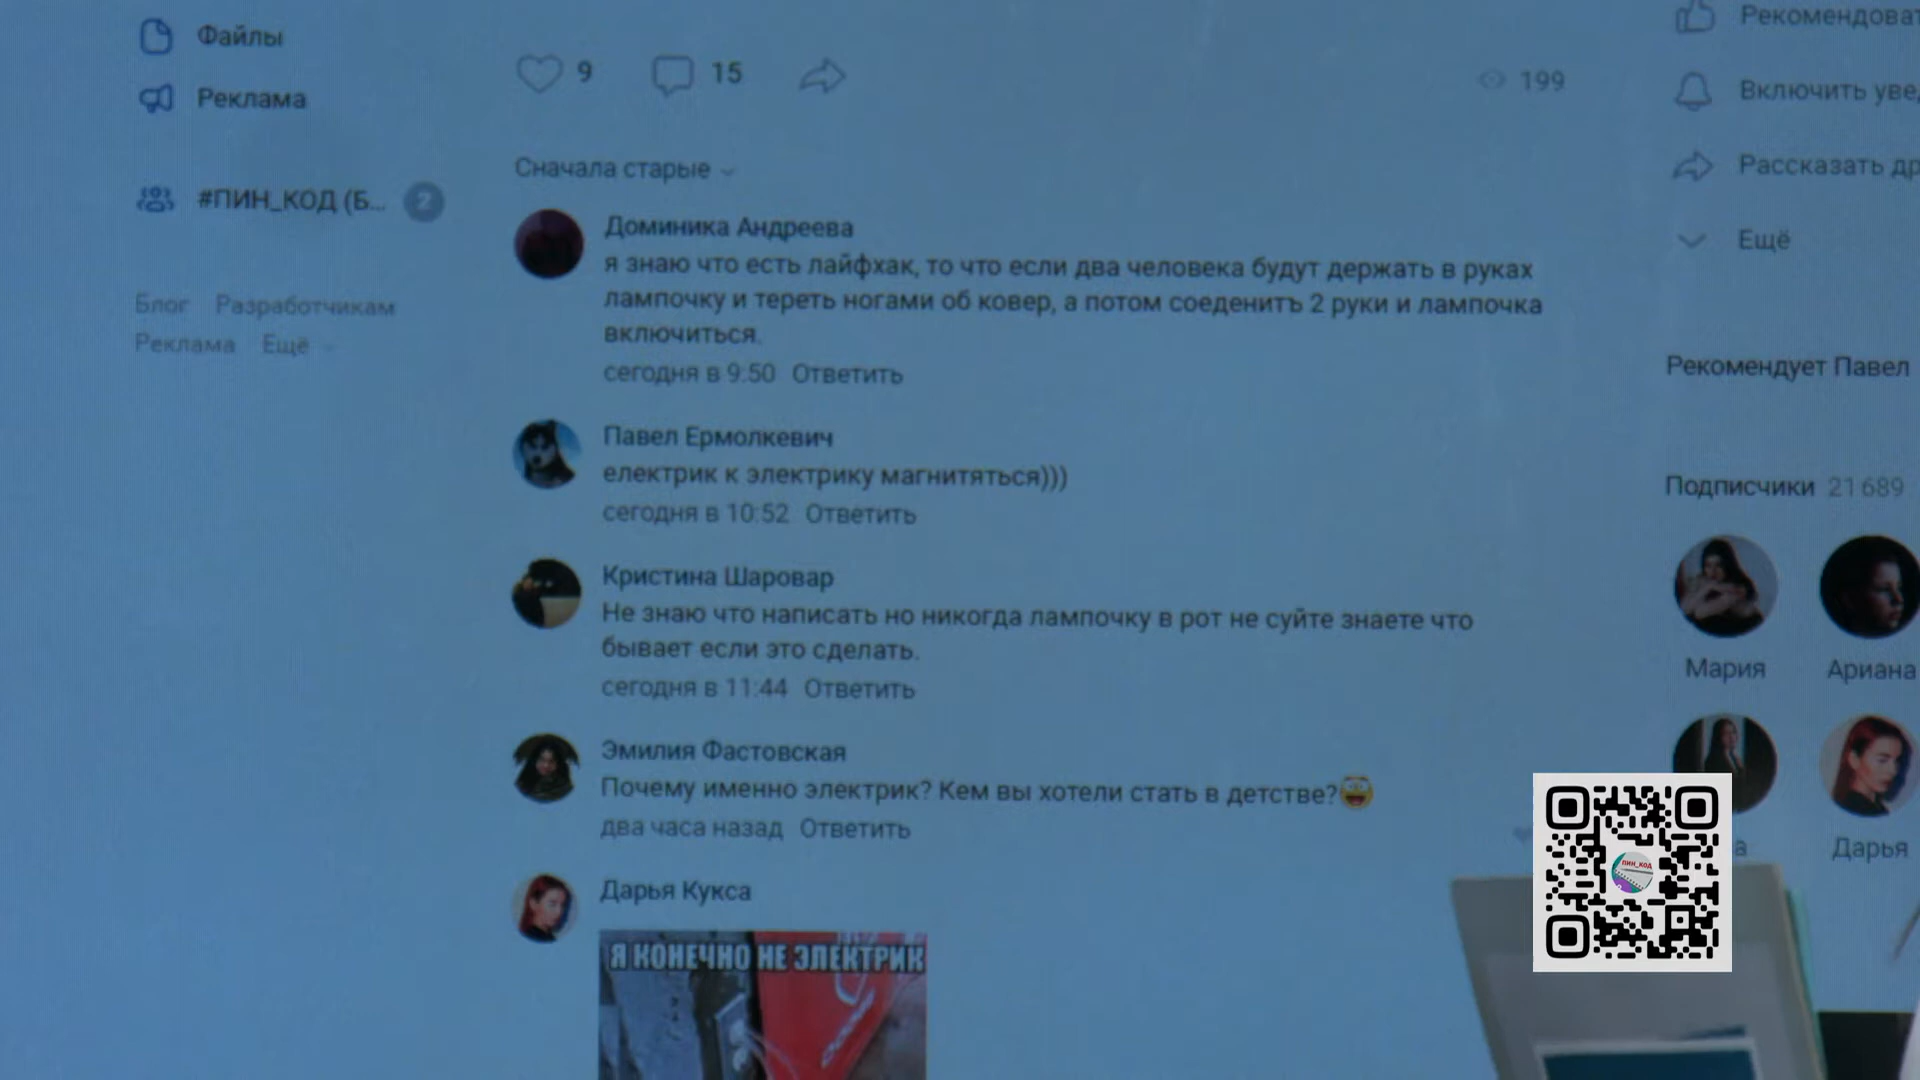 Файлы
Реклама
#ПИН_КОД (Б... 2
Блог Разработчикам
Реклама Ещё
9 15 199
Сначала старые
Доминика Андреева
я знаю что есть лайфхак, то что если два человека будут держать в руках
лампочку и тереть ногами об ковер, а потом соеденитъ 2 руки и лампочка
включиться.
сегодня в 9:50 Ответить
Павел Ермолкевич
електрик к электрику магнитяться)))
сегодня в 10:52 Ответить
Кристина Шаровар
Не знаю что написать но никогда лампочку в рот не суйте знаете что
бывает если это сделать.
сегодня в 11:44 Ответить
Эмилия Фастовская
Почему именно электрик? Кем вы хотели стать в детстве?😃
два часа назад Ответить
Дарья Кукса
Я КОНЕЧНО НЕ ЭЛЕКТРИК
Рекомендоват
Включить уве
Рассказать др
Ещё
Рекомендует Павел
Подписчики 21 689
Мария Ариана
Дарья
ПИН_КОД